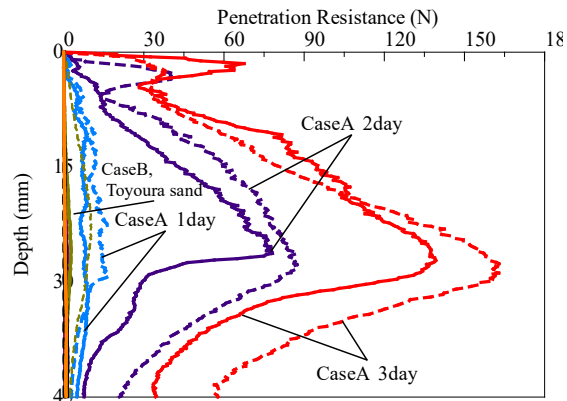 Penetration Resistance (N)
0 30 60 90 120 150 18
0
15
3
4
Depth (mm)
CaseA 2day
CaseB,
Toyoura sand
CaseA 1day
CaseA 3day